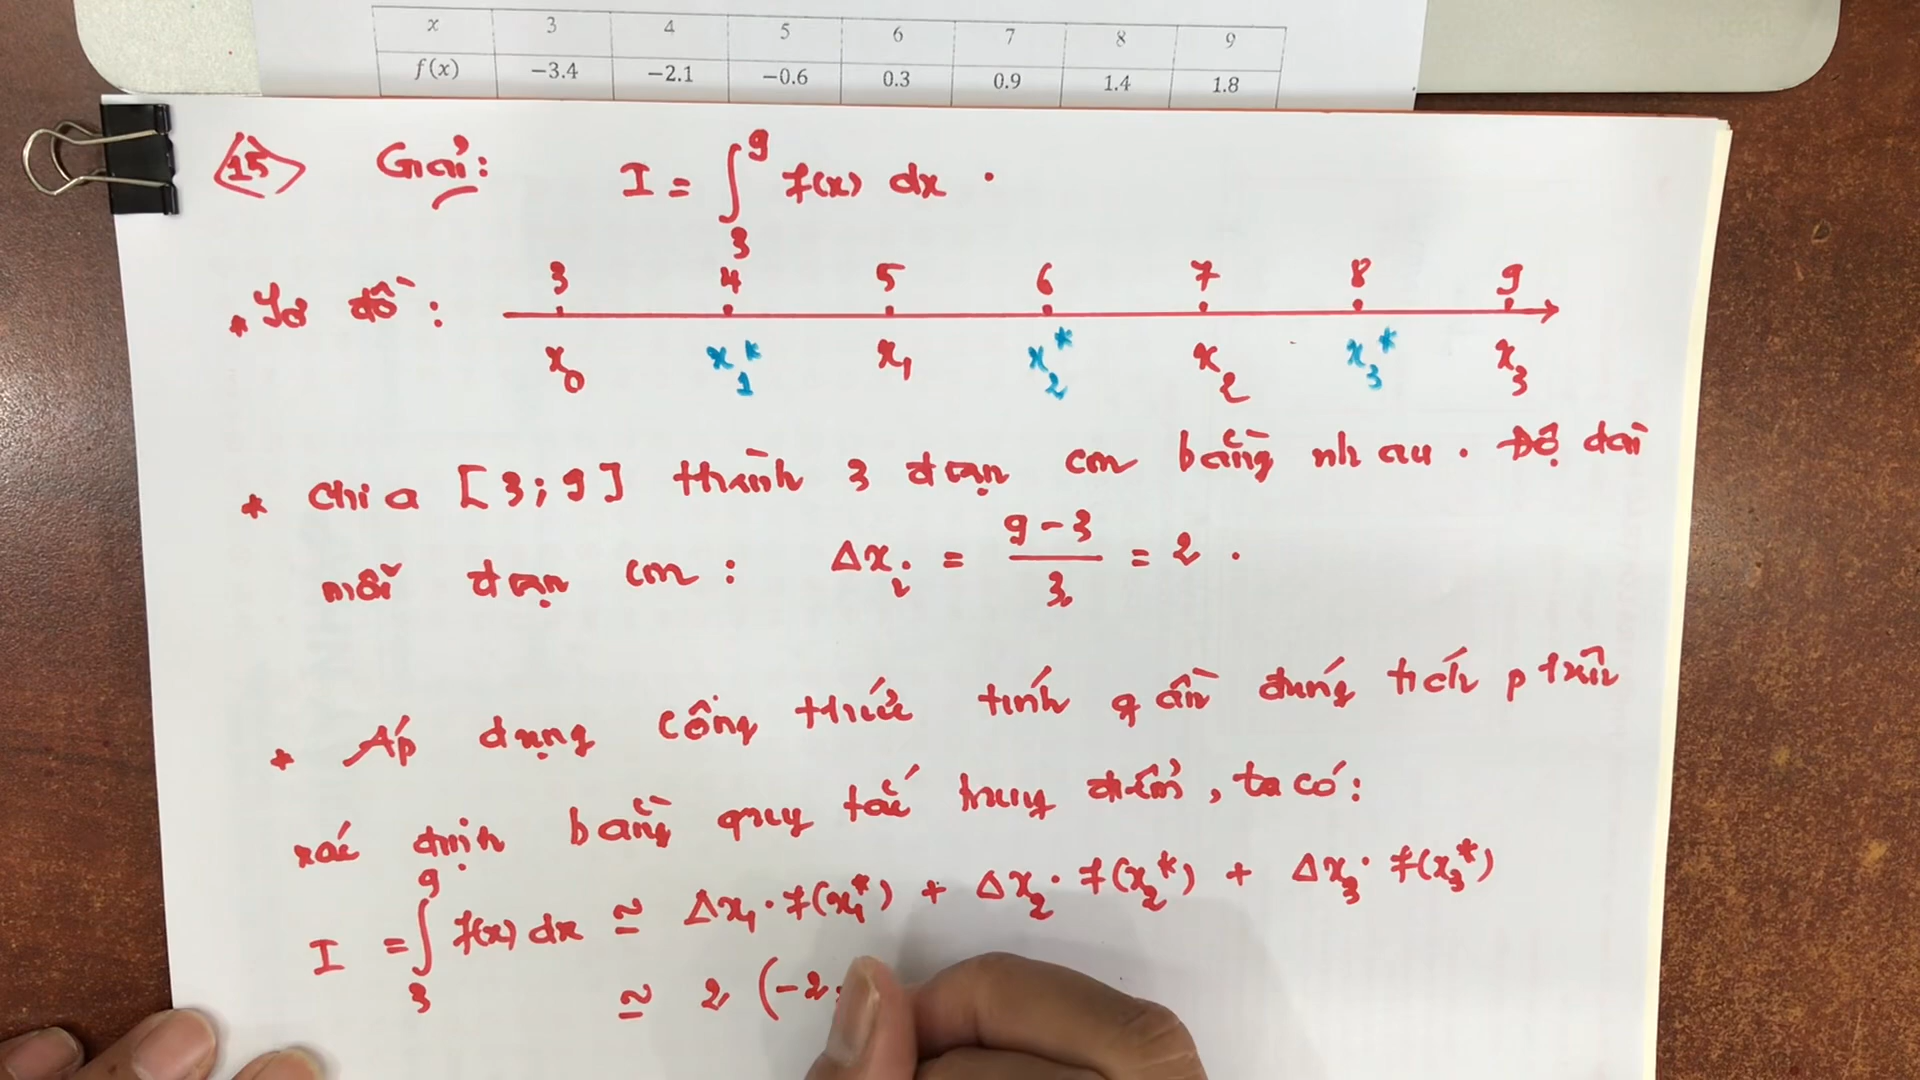 x 3 4 5 6 7 8 9
f(x) −3.4 −2.1 −0.6 0.3 0.9 1.4 1.8
15 Giải: I = ∫₃⁹ f(x) dx .
* Sơ đồ: 3 4 5 6 7 8 9
x₀ x₁* x₁ x₂* x₂ x₃* x₃
* Chia [3;9] thành 3 đoạn con bằng nhau. Độ dài
mỗi đoạn con: Δxᵢ = (9−3)/3 = 2 .
* Áp dụng công thức tính gần đúng tích phân
xác định bằng quy tắc trung điểm, ta có:
I = ∫₃⁹ f(x) dx ≃ Δx₁·f(x₁*) + Δx₂·f(x₂*) + Δx₃·f(x₃*)
≃ 2 (−2